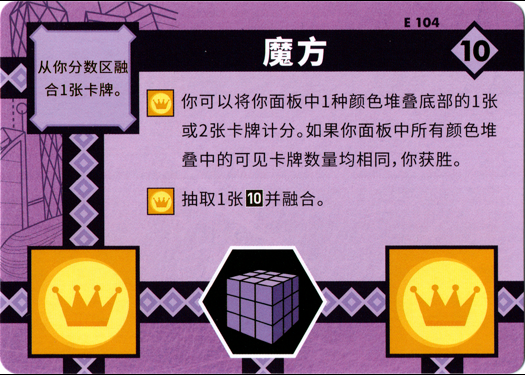 E 104
魔方
10
从你分数区融
合1张卡牌。
你可以将你面板中1种颜色堆叠底部的1张
或2张卡牌计分。如果你面板中所有颜色堆
叠中的可见卡牌数量均相同，你获胜。
抽取1张10并融合。